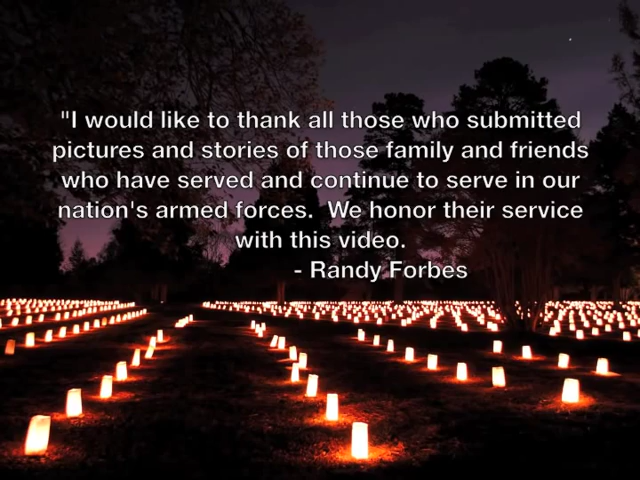 "I would like to thank all those who submitted
pictures and stories of those family and friends
who have served and continue to serve in our
nation's armed forces.  We honor their service
with this video.
- Randy Forbes